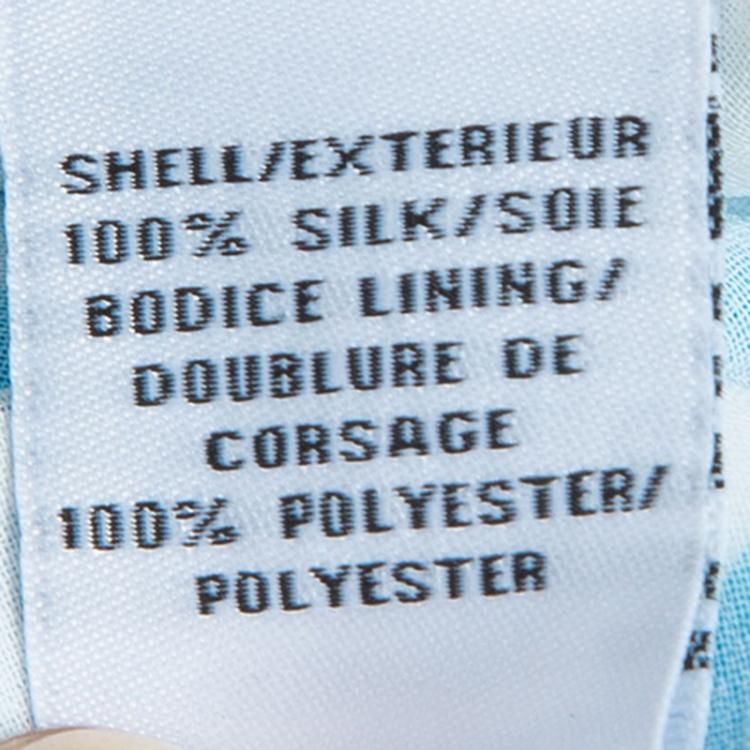 SHELL/EXTERIEUR
100% SILK/SOIE
BODICE LINING/
DOUBLURE DE
CORSAGE
100% POLYESTER/
POLYESTER